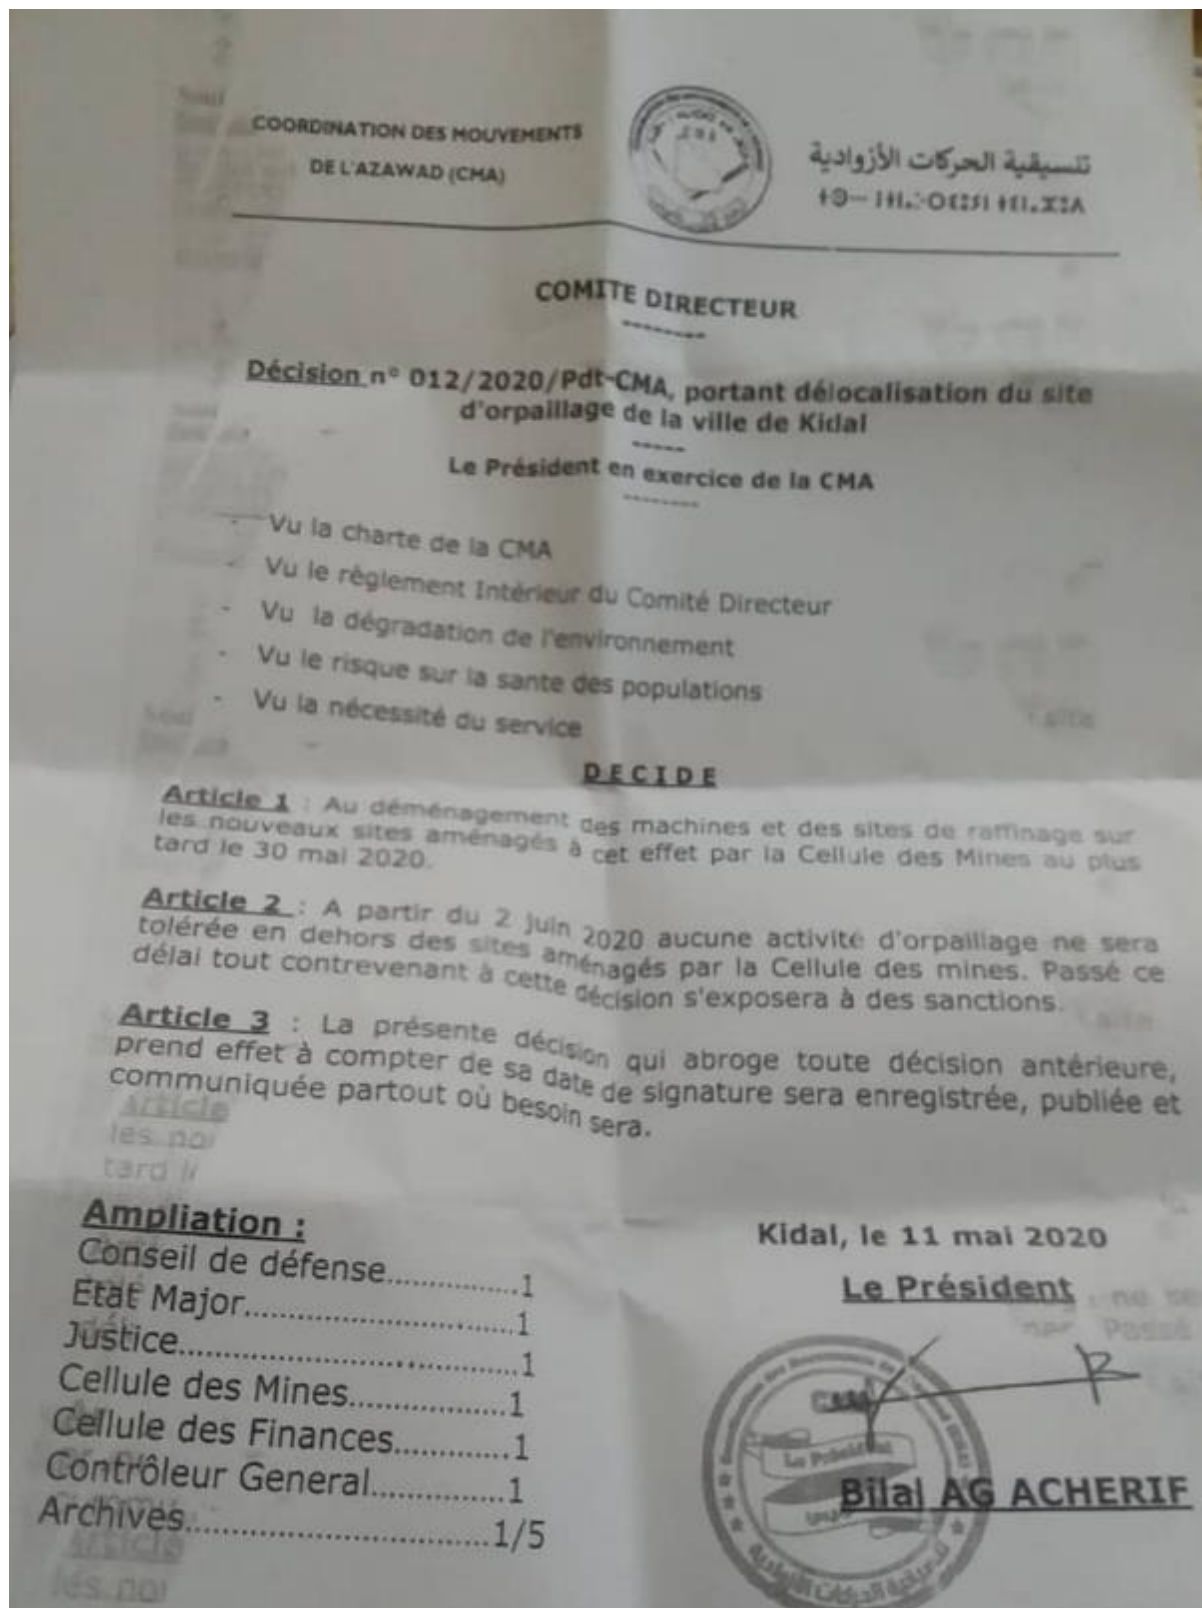 COORDINATION DES MOUVEMENTS
DE L'AZAWAD (CMA)
تنسيقية الحركات الأزوادية
COMITE DIRECTEUR
--------
Décision n° 012/2020/Pdt-CMA, portant délocalisation du site
d'orpaillage de la ville de Kidal
-----
Le Président en exercice de la CMA
--------
- Vu la charte de la CMA
- Vu le règlement Intérieur du Comité Directeur
- Vu la dégradation de l'environnement
- Vu le risque sur la sante des populations
- Vu la nécessité du service
DECIDE
Article 1 : Au déménagement des machines et des sites de raffinage sur
les nouveaux sites aménagés à cet effet par la Cellule des Mines au plus
tard le 30 mai 2020.
Article 2 : A partir du 2 juin 2020 aucune activité d'orpaillage ne sera
tolérée en dehors des sites aménagés par la Cellule des mines. Passé ce
délai tout contrevenant à cette décision s'exposera à des sanctions.
Article 3 : La présente décision qui abroge toute décision antérieure,
prend effet à compter de sa date de signature sera enregistrée, publiée et
communiquée partout où besoin sera.
Ampliation :
Conseil de défense...............1
Etat Major..............................1
Justice......................................1
Cellule des Mines..................1
Cellule des Finances.............1
Contrôleur General...............1
Archives..................................1/5
Kidal, le 11 mai 2020
Le Président
Le Président
Bilal AG ACHERIF
تنسيقية الحركات الأزوادية